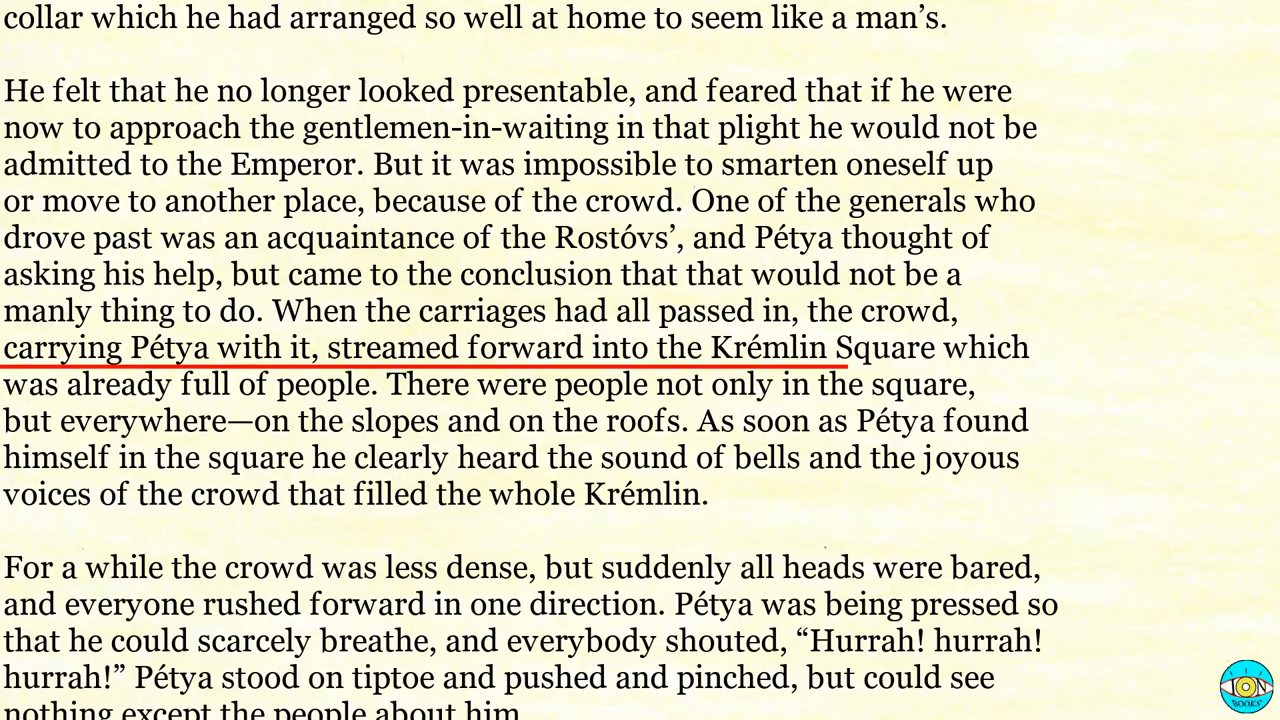 collar which he had arranged so well at home to seem like a man’s.
He felt that he no longer looked presentable, and feared that if he were
now to approach the gentlemen-in-waiting in that plight he would not be
admitted to the Emperor. But it was impossible to smarten oneself up
or move to another place, because of the crowd. One of the generals who
drove past was an acquaintance of the Rostóvs’, and Pétya thought of
asking his help, but came to the conclusion that that would not be a
manly thing to do. When the carriages had all passed in, the crowd,
carrying Pétya with it, streamed forward into the Krémlin Square which
was already full of people. There were people not only in the square,
but everywhere—on the slopes and on the roofs. As soon as Pétya found
himself in the square he clearly heard the sound of bells and the joyous
voices of the crowd that filled the whole Krémlin.
For a while the crowd was less dense, but suddenly all heads were bared,
and everyone rushed forward in one direction. Pétya was being pressed so
that he could scarcely breathe, and everybody shouted, “Hurrah! hurrah!
hurrah!” Pétya stood on tiptoe and pushed and pinched, but could see
nothing except the people about him.
ION
BOOKS